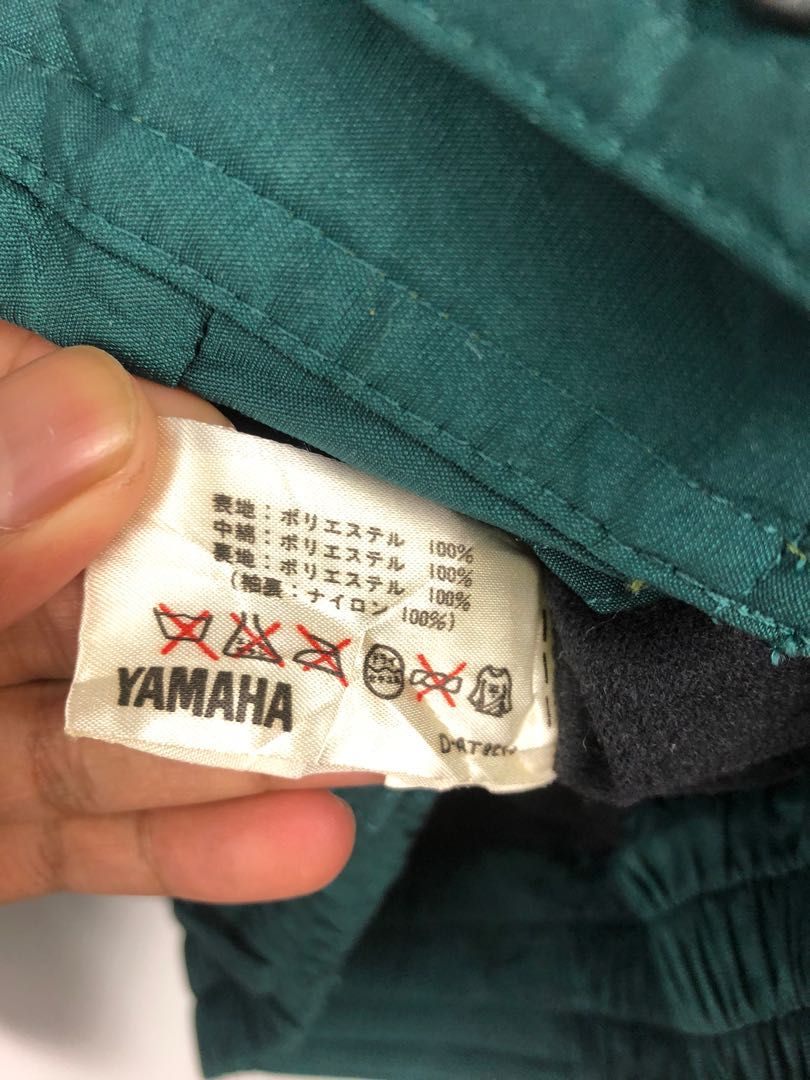 表地：ポリエステル 100%
中綿：ポリエステル 100%
裏地：ポリエステル 100%
（袖裏：ナイロン 100%）
YAMAHA